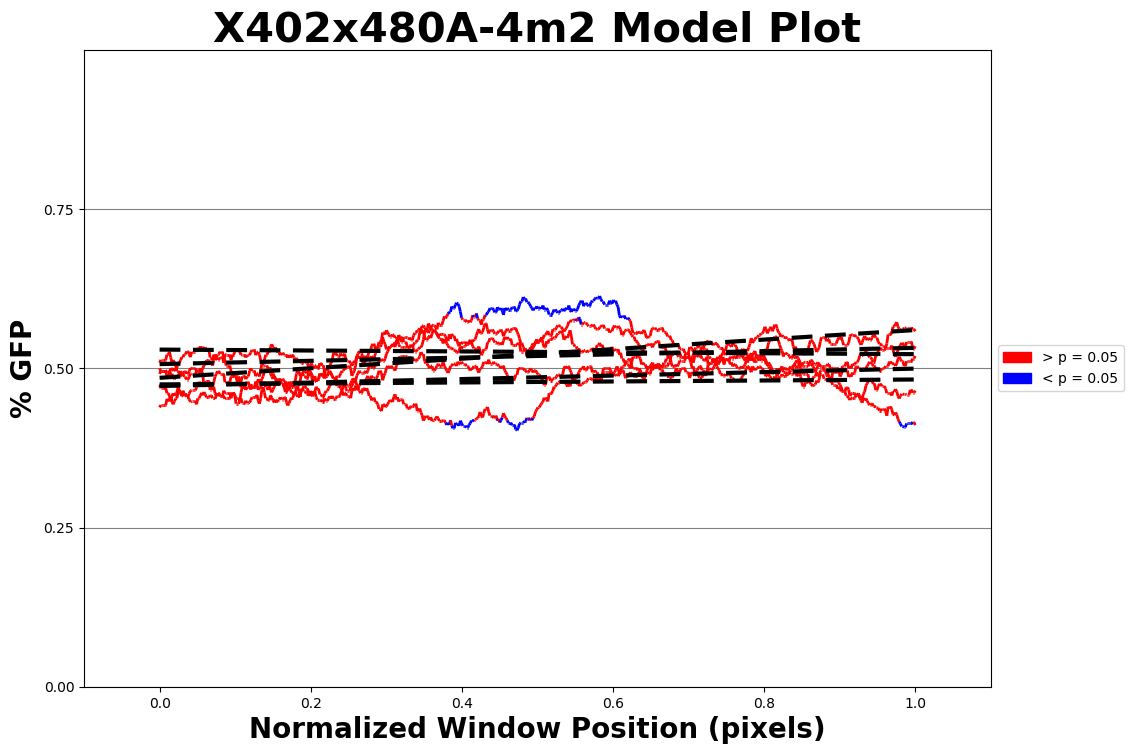 X402x480A-4m2 Model Plot
% GFP
0.75
0.50
0.25
0.00
0.0 0.2 0.4 0.6 0.8 1.0
Normalized Window Position (pixels)
> p = 0.05
< p = 0.05